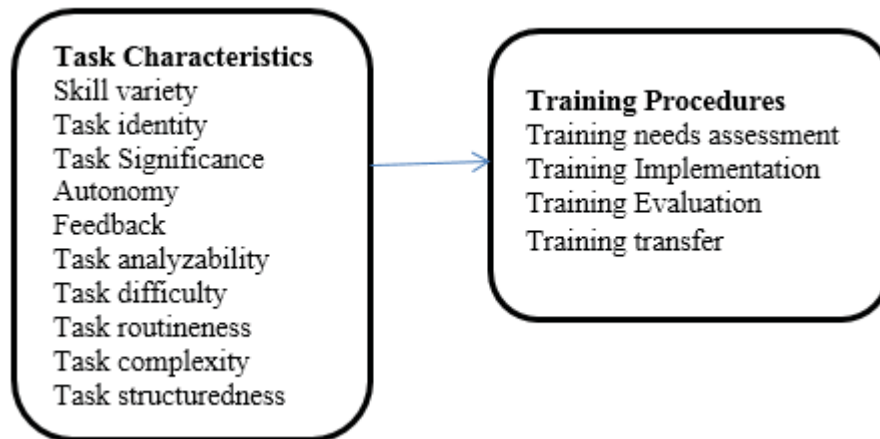 Task Characteristics
Skill variety
Task identity
Task Significance
Autonomy
Feedback
Task analyzability
Task difficulty
Task routineness
Task complexity
Task structuredness
Training Procedures
Training needs assessment
Training Implementation
Training Evaluation
Training transfer